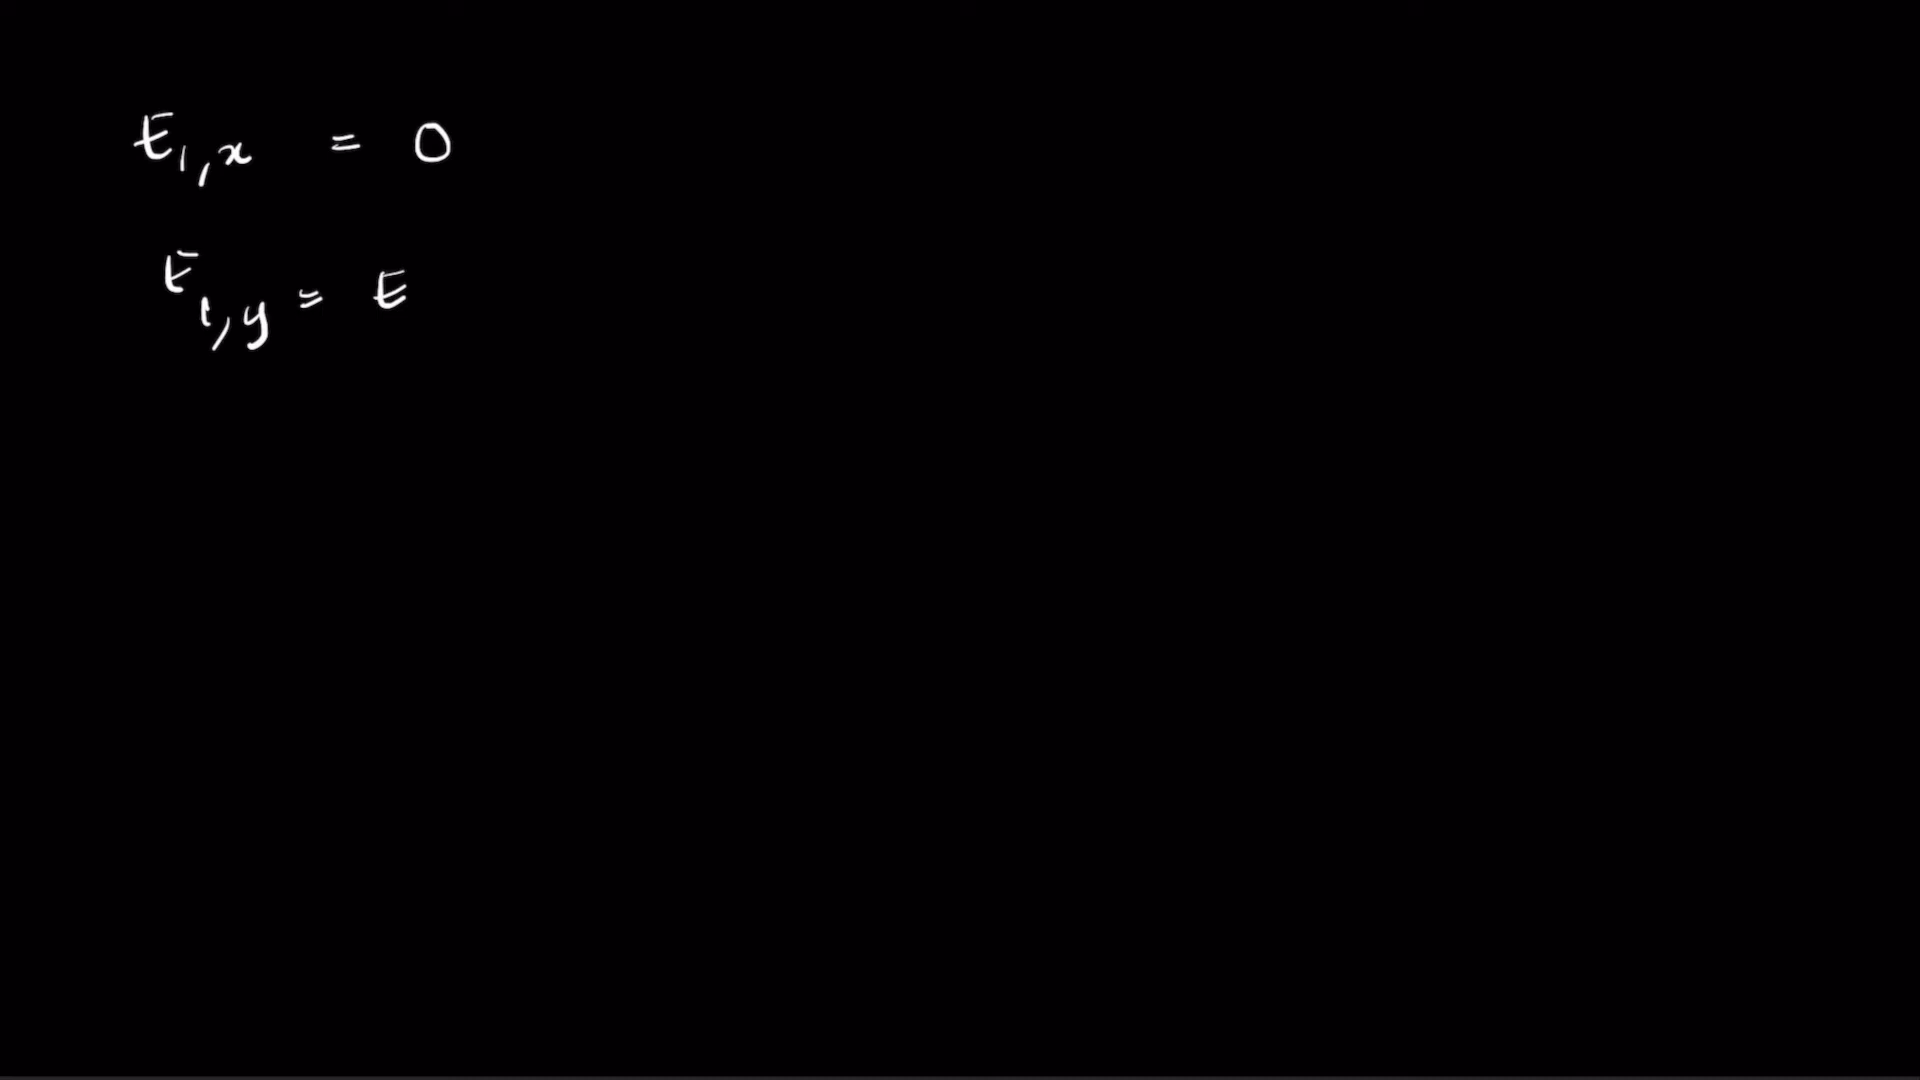 E₁,ₓ = 0
E₁,y = E